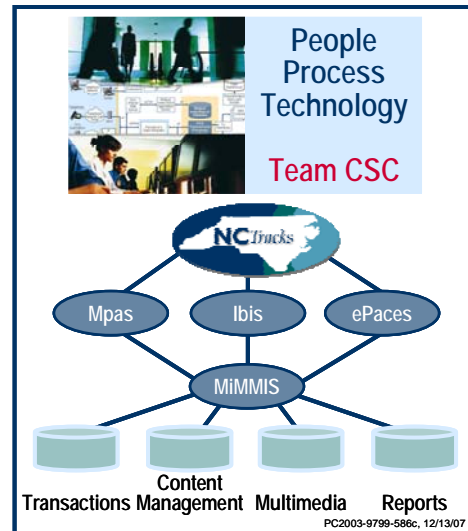 People
Process
Technology
Team CSC
NCTracks
Mpas
Ibis
ePaces
MiMMIS
Transactions
Content
Management
Multimedia
Reports
PC2003-9799-586c, 12/13/07